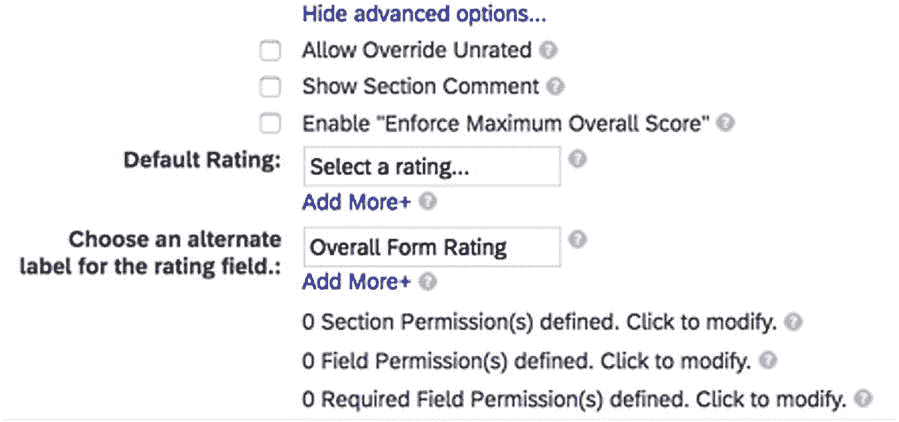 Hide advanced options...
Allow Override Unrated ?
Show Section Comment ?
Enable "Enforce Maximum Overall Score" ?
Default Rating: Select a rating... ?
Add More+ ?
Choose an alternate
label for the rating field.: Overall Form Rating ?
Add More+ ?
0 Section Permission(s) defined. Click to modify. ?
0 Field Permission(s) defined. Click to modify. ?
0 Required Field Permission(s) defined. Click to modify. ?